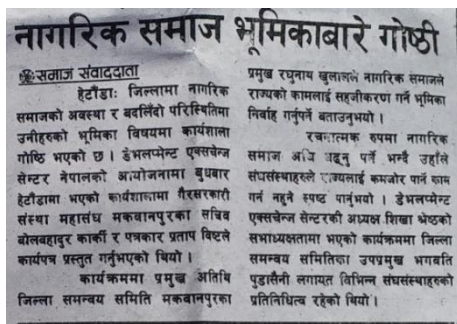 नागरिक समाज भूमिकाबारे गोष्ठी
समाज संवाददाता
हेटौंडाः जिल्लामा नागरिक
समाजको अवस्था र बदलिँदो परिस्थितिमा
उनीहरुको भूमिका विषयमा कार्यशाला
गोष्ठि भएको छ । डेभलप्मेन्ट एक्सचेन्ज
सेन्टर नेपालको आयोजनामा बुधबार
हेटौंडामा भएको कार्यशालामा गैरसरकारी
संस्था महासंघ मकवानपुरका सचिव
बोलबहादुर कार्की र पत्रकार प्रताप विष्टले
कार्यपत्र प्रस्तुत गर्नुभएको थियो ।
कार्यक्रममा प्रमुख अतिथि
जिल्ला समन्वय समिति मकवानपुरका
प्रमुख रघुनाथ खुलालले नागरिक समाजले
राज्यको कामलाई सहजीकरण गर्ने भूमिका
निर्वाह गर्नुपर्ने बताउनुभयो ।
रचनात्मक रुपमा नागरिक
समाज अघि बढ्नु पर्ने भन्दै उहाँले
संघसंस्थाहरुले राज्यलाई कमजोर पार्ने काम
गर्न नहुने स्पष्ट पार्नुभयो । डेभलप्मेन्ट
एक्सचेन्ज सेन्टरकी अध्यक्ष शिखा श्रेष्ठको
सभाध्यक्षतामा भएको कार्यक्रममा जिल्ला
समन्वय समितिका उपप्रमुख भगवति
पुडासैनी लगायत विभिन्न संघसंस्थाहरुको
प्रतिनिधित्व रहेको थियो ।